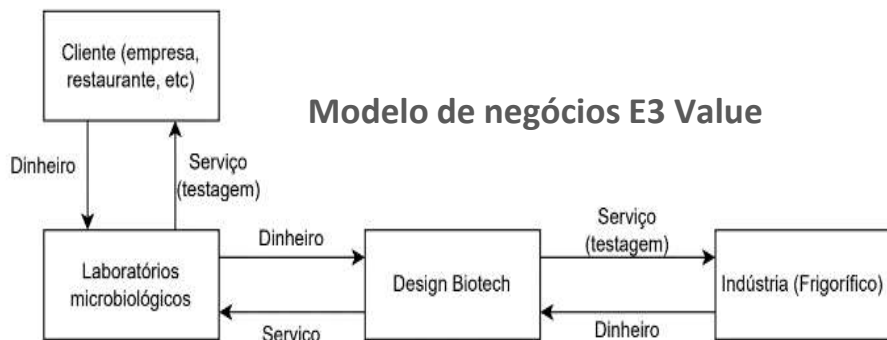 Cliente (empresa,
restaurante, etc)
Modelo de negócios E3 Value
Dinheiro
Serviço
(testagem)
Laboratórios
microbiológicos
Dinheiro
Serviço
Design Biotech
Serviço
(testagem)
Dinheiro
Indústria (Frigorífico)